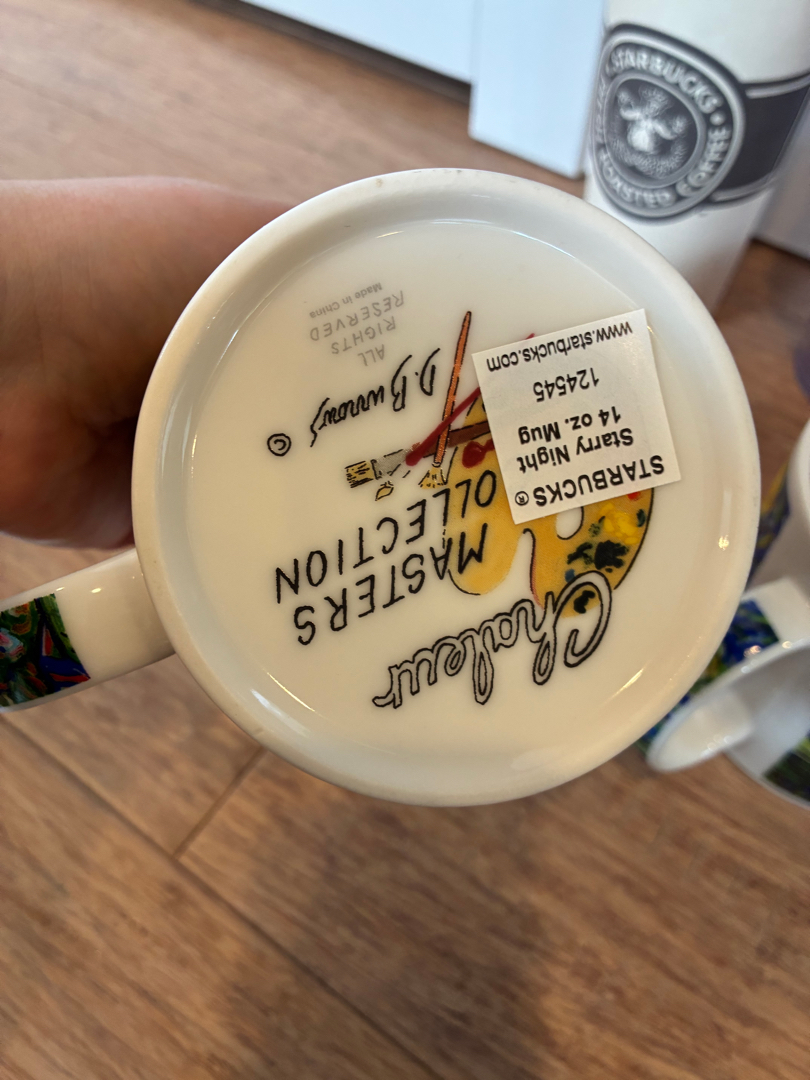 Chaleur
MASTERS
OLLECTION
D. Burrows
©
ALL
RIGHTS
RESERVED
Made in China
STARBUCKS®
Starry Night
14 oz. Mug
124545
www.starbucks.com
STARBUCKS
ROASTED COFFEE